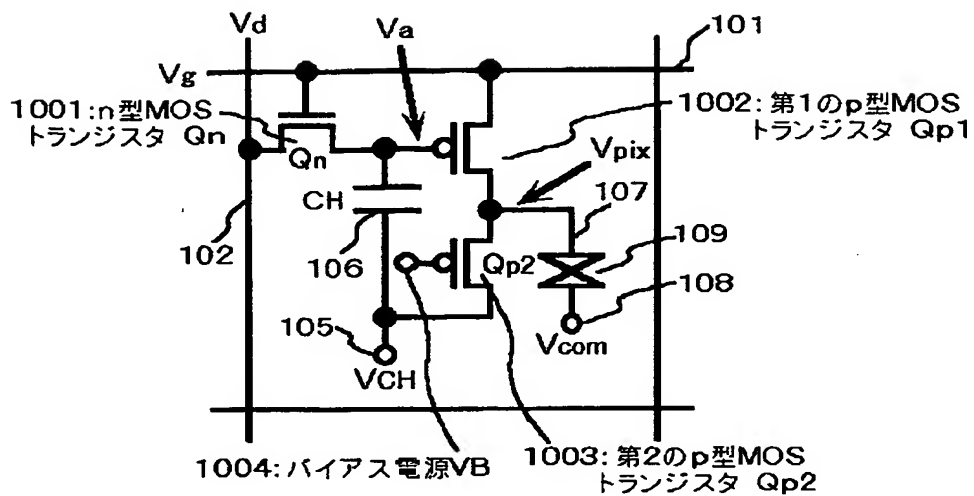 Vd
Va
101
Vg
1001:n型MOS
トランジスタ Qn
Qn
1002:第1のp型MOS
トランジスタ Qp1
Vpix
107
CH
109
102
106
Qp2
108
105
Vcom
VCH
1004:バイアス電源VB
1003:第2のp型MOS
トランジスタ Qp2